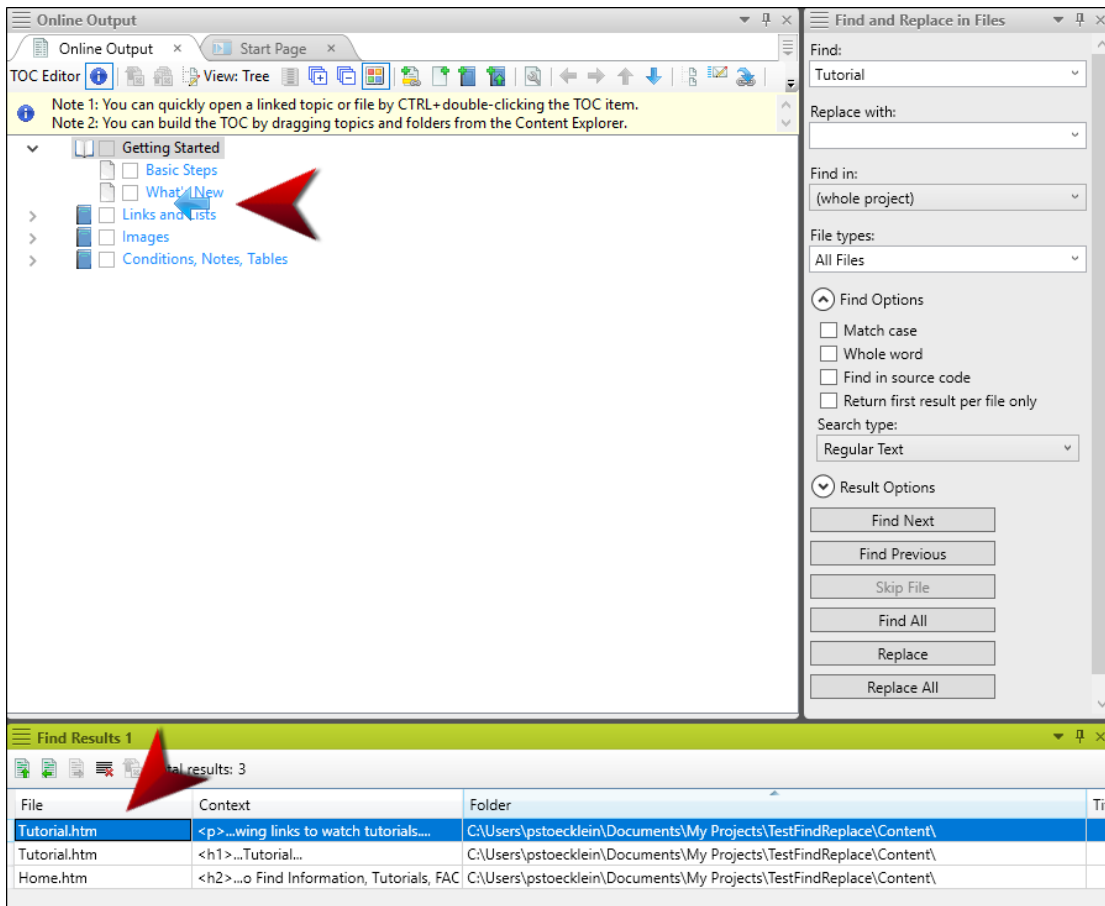 Online Output
Online Output
Start Page
TOC Editor
View: Tree
Note 1: You can quickly open a linked topic or file by CTRL+double-clicking the TOC item.
Note 2: You can build the TOC by dragging topics and folders from the Content Explorer.
Getting Started
Basic Steps
What's New
Links and Lists
Images
Conditions, Notes, Tables
Find and Replace in Files
Find:
Tutorial
Replace with:
Find in:
(whole project)
File types:
All Files
Find Options
Match case
Whole word
Find in source code
Return first result per file only
Search type:
Regular Text
Result Options
Find Next
Find Previous
Skip File
Find All
Replace
Replace All
Find Results 1
results: 3
File Context Folder
Tutorial.htm <p>...wing links to watch tutorials.... C:\Users\pstoecklein\Documents\My Projects\TestFindReplace\Content\
Tutorial.htm <h1>...Tutorial... C:\Users\pstoecklein\Documents\My Projects\TestFindReplace\Content\
Home.htm <h2>...o Find Information, Tutorials, FAC C:\Users\pstoecklein\Documents\My Projects\TestFindReplace\Content\